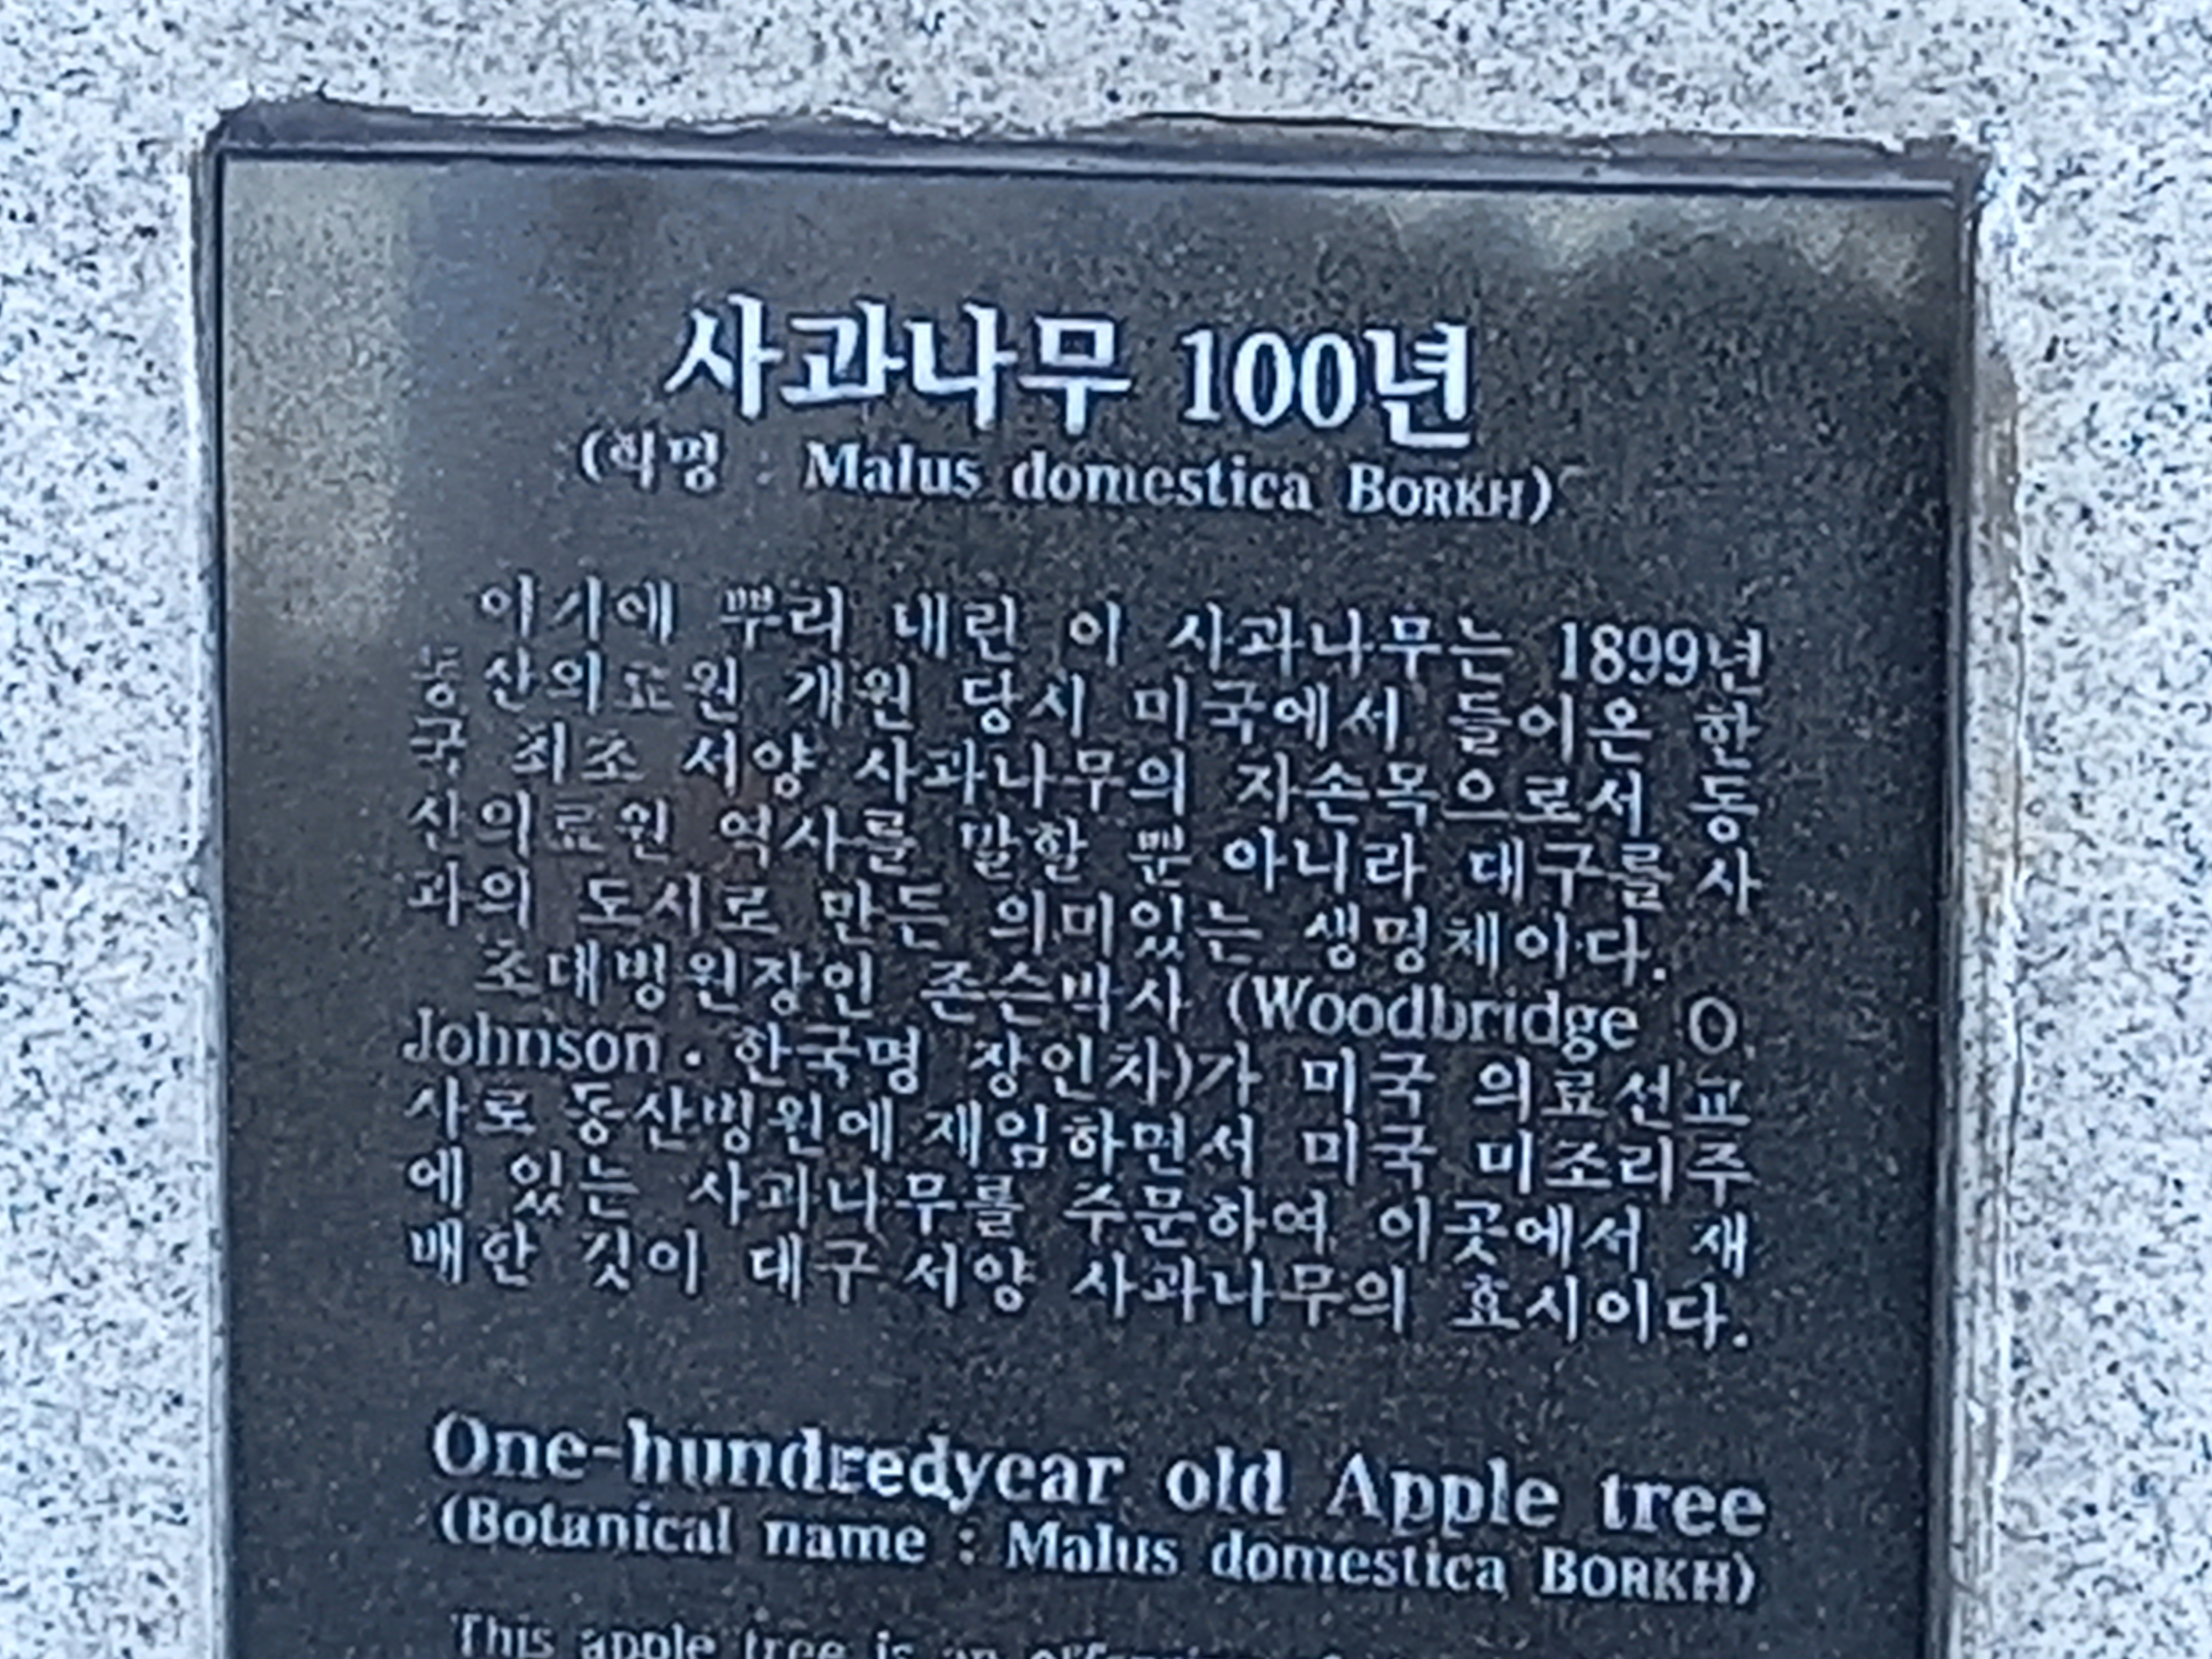 사과나무 100년
(학명 : Malus domestica BORKH)
여기에 뿌리 내린 이 사과나무는 1899년
동산의료원 개원 당시 미국에서 들여온 한
국 최초 서양 사과나무의 자손목으로서 동
산의료원 역사를 말할 뿐 아니라 대구를 사
과의 도시로 만든 의미있는 생명체이다.
초대병원장인 존슨박사 (Woodbridge O.
Johnson · 한국명 장인차)가 미국 의료선교
사로 동산병원에 재임하면서 미국 미조리주
에 있는 사과나무를 주문하여 이곳에서 재
배한 것이 대구 서양 사과나무의 효시이다.
One-hundredyear old Apple tree
(Botanical name : Malus domestica BORKH)
This apple tree is an